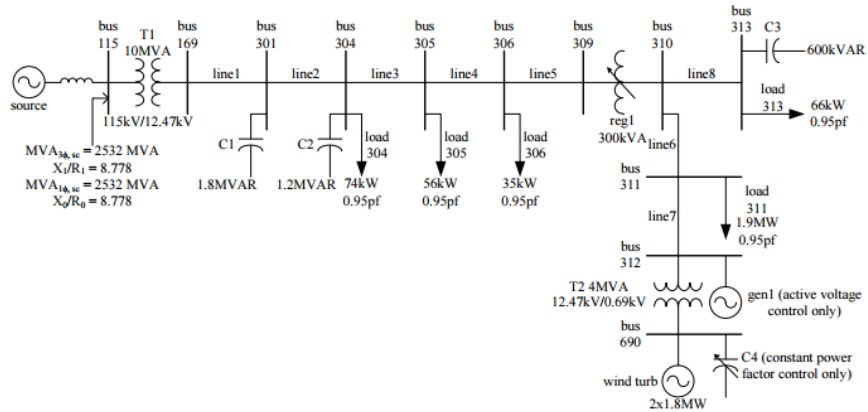 bus
115
T1
10MVA
bus
169
115kV/12.47kV
source
MVA3ϕ, sc = 2532 MVA
X1/R1 = 8.778
MVA1ϕ, sc = 2532 MVA
X0/R0 = 8.778
line1
bus
301
C1
1.8MVAR
line2
bus
304
C2
1.2MVAR
load
304
74kW
0.95pf
line3
bus
305
load
305
56kW
0.95pf
line4
bus
306
load
306
35kW
0.95pf
line5
bus
309
reg1
300kVA
bus
310
line8
bus
313
C3
600kVAR
load
313
66kW
0.95pf
line6
bus
311
load
311
1.9MW
0.95pf
line7
bus
312
T2 4MVA
12.47kV/0.69kV
gen1 (active voltage
control only)
bus
690
C4 (constant power
factor control only)
wind turb
2x1.8MW